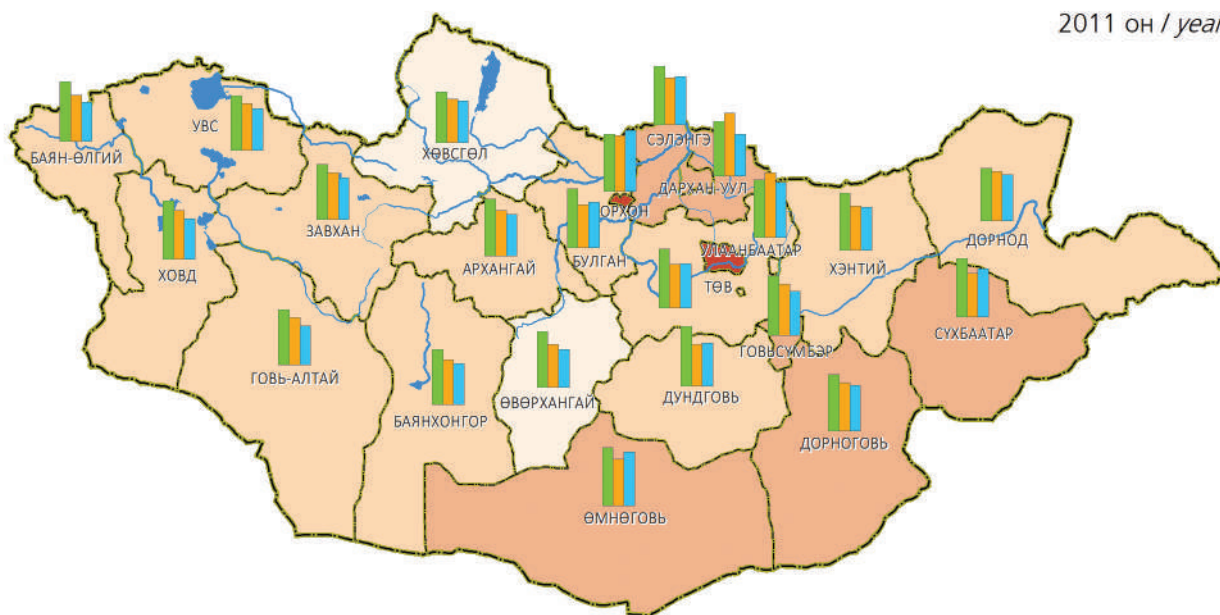 2011 он / year
СЭЛЭНГЭ
УВС
ХӨВСГӨЛ
БАЯН-ӨЛГИЙ
ДАРХАН-УУЛ
ОРХОН
ЗАВХАН
ДОРНОД
ХОВД
АРХАНГАЙ
БУЛГАН
УЛААНБААТАР
ХЭНТИЙ
ТӨВ
СҮХБААТАР
ГОВЬСҮМБЭР
ГОВЬ-АЛТАЙ
ДУНДГОВЬ
ӨВӨРХАНГАЙ
БАЯНХОНГОР
ДОРНОГОВЬ
ӨМНӨГОВЬ